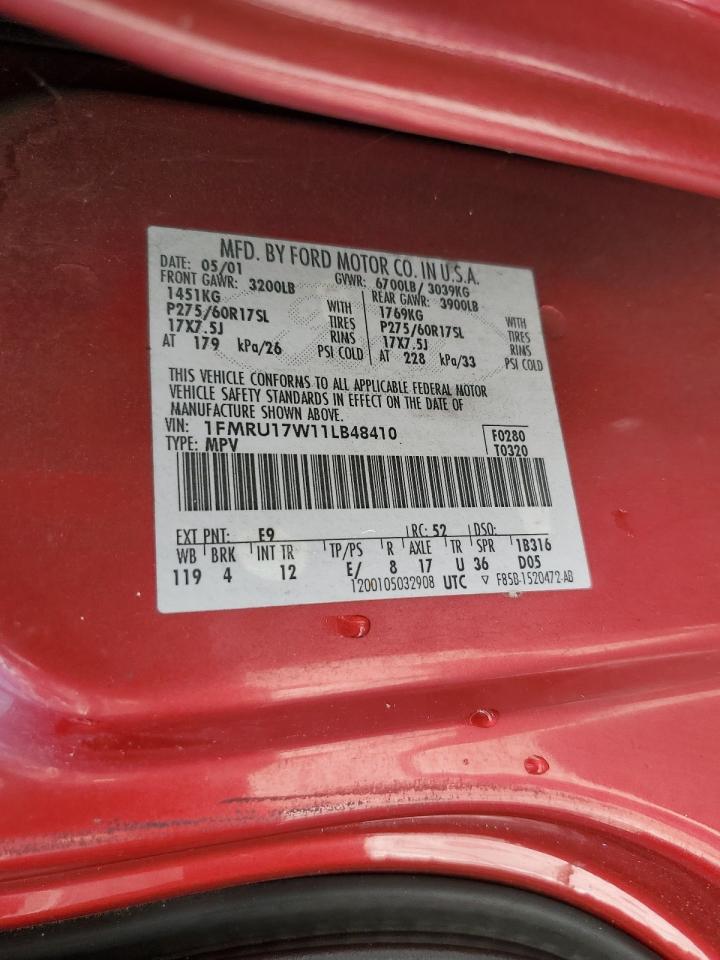 MFD. BY FORD MOTOR CO. IN U.S.A.
DATE: 05/01 GVWR: 6700LB / 3039KG
FRONT GAWR: 3200LB REAR GAWR: 3900LB
1451KG WITH 1769KG WITH
P275/60R17SL TIRES P275/60R17SL TIRES
17X7.5J RIMS 17X7.5J RIMS
AT 179 kPa/26 PSI COLD AT 228 kPa/33 PSI COLD
THIS VEHICLE CONFORMS TO ALL APPLICABLE FEDERAL MOTOR
VEHICLE SAFETY STANDARDS IN EFFECT ON THE DATE OF
MANUFACTURE SHOWN ABOVE.
VIN: 1FMRU17W11LB48410 F0280
TYPE: MPV T0320
EXT PNT: E9 RC: 52 DSO:
WB BRK INT TR TP/PS R AXLE TR SPR 1B316
119 4 12 E/ 8 17 U 36 D05
1200105032908 UTC ▽ F85B-1520472-AB